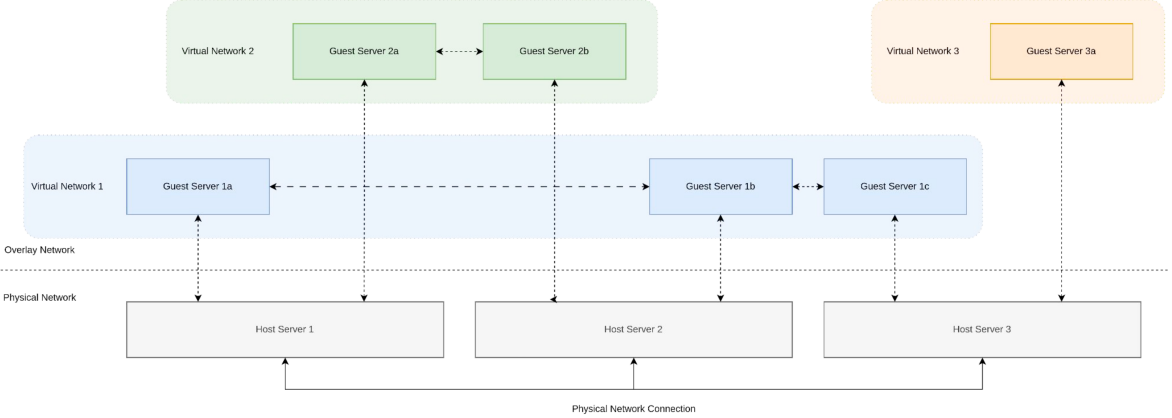 Virtual Network 2
Guest Server 2a
Guest Server 2b
Virtual Network 3
Guest Server 3a
Virtual Network 1
Guest Server 1a
Guest Server 1b
Guest Server 1c
Overlay Network
Physical Network
Host Server 1
Host Server 2
Host Server 3
Physical Network Connection